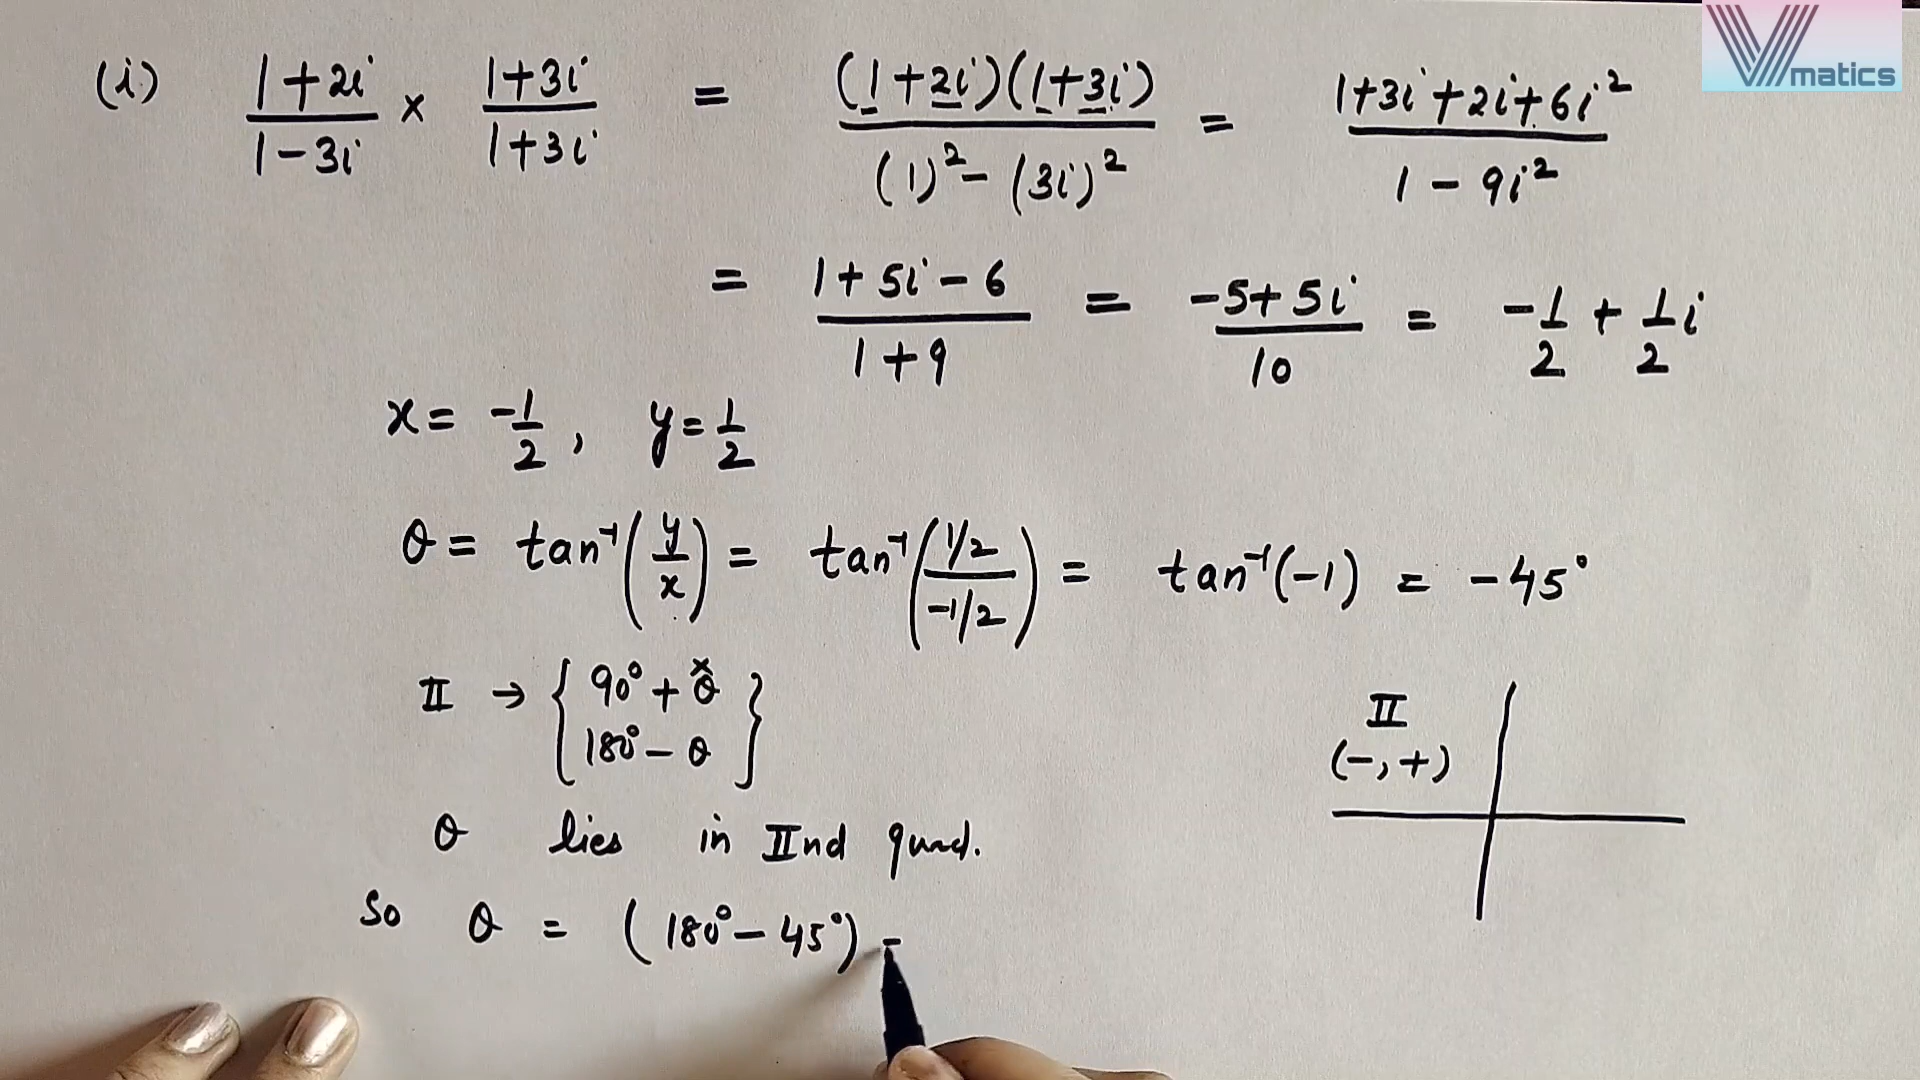 Vmatics
(i) (1+2i)/(1-3i) × (1+3i)/(1+3i) = (1+2i)(1+3i)/((1)² - (3i)²) = (1+3i+2i+6i²)/(1-9i²)
= (1+5i-6)/(1+9) = (-5+5i)/10 = -1/2 + 1/2 i
x = -1/2, y = 1/2
θ = tan⁻¹(y/x) = tan⁻¹((1/2)/(-1/2)) = tan⁻¹(-1) = -45°
II → { 90° + θ ×
180° - θ }
II
(-,+)
θ lies in IInd quad.
So θ = (180° - 45°) =